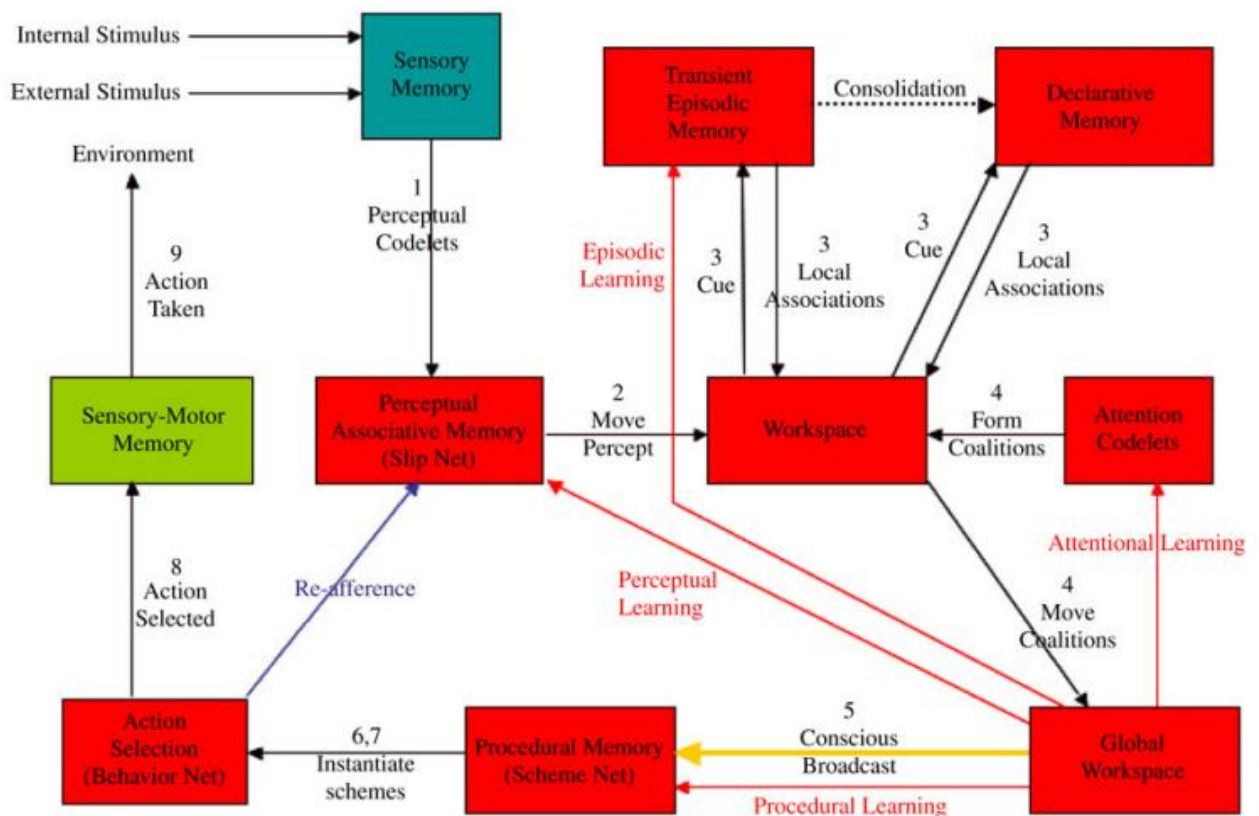 Internal Stimulus
External Stimulus
Sensory
Memory
Environment
Transient
Episodic
Memory
Consolidation
Declarative
Memory
1
Perceptual
Codelets
9
Action
Taken
Episodic
Learning
3
Cue
3
Local
Associations
3
Cue
3
Local
Associations
Sensory-Motor
Memory
Perceptual
Associative Memory
(Slip Net)
2
Move
Percept
Workspace
4
Form
Coalitions
Attention
Codelets
8
Action
Selected
Re-afference
Perceptual
Learning
Attentional Learning
4
Move
Coalitions
Action
Selection
(Behavior Net)
6,7
Instantiate
schemes
Procedural Memory
(Scheme Net)
5
Conscious
Broadcast
Procedural Learning
Global
Workspace